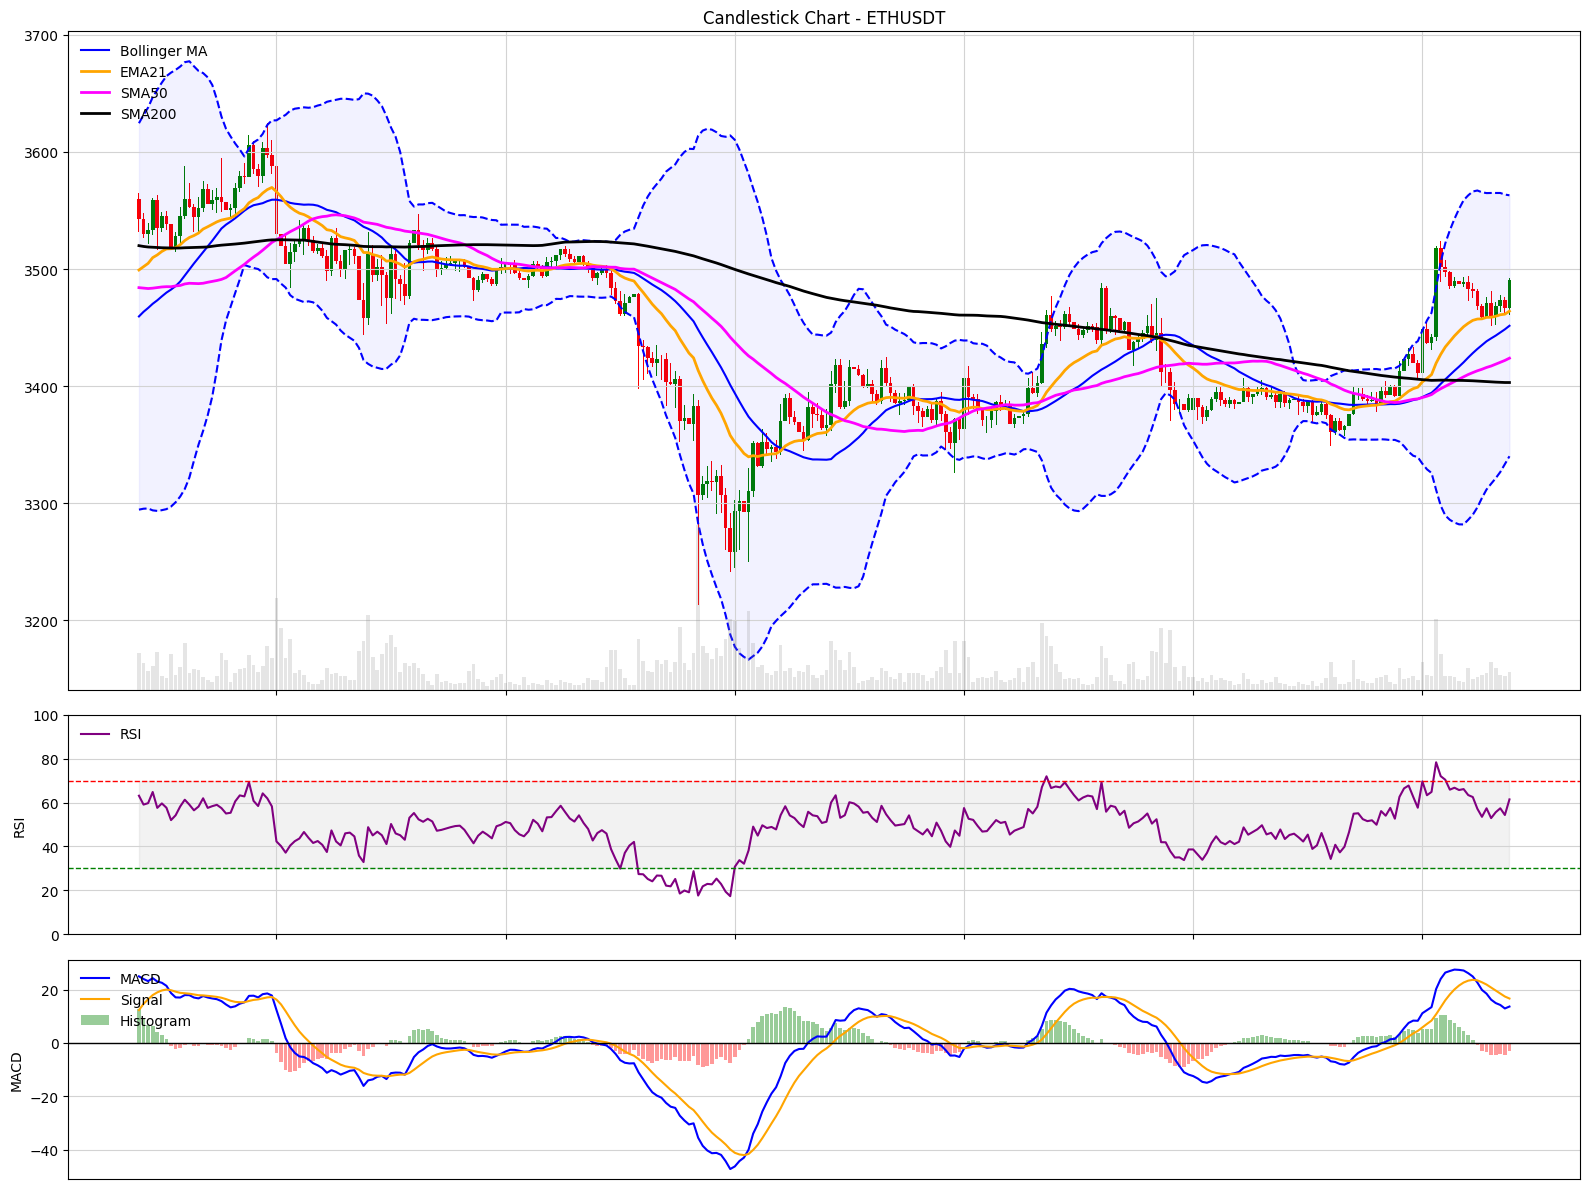 Candlestick Chart - ETHUSDT
3700
3600
3500
3400
3300
3200
Bollinger MA
EMA21
SMA50
SMA200
100
80
60
40
20
0
RSI
RSI
20
0
−20
−40
MACD
MACD
Signal
Histogram